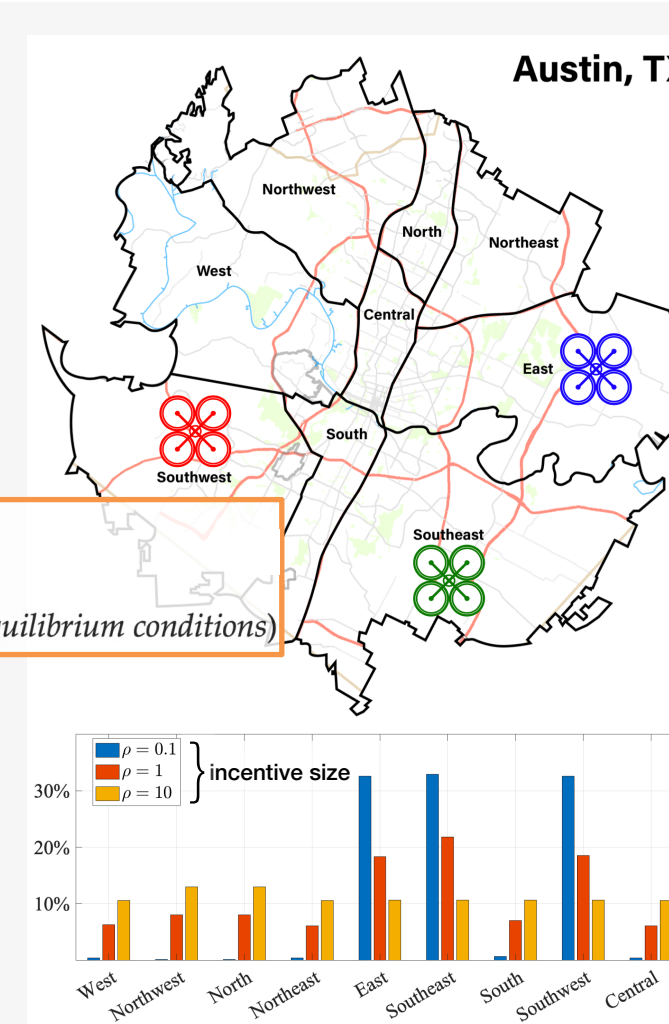 Austin, T
Northwest
North
Northeast
West
Central
East
South
Southwest
Southeast
uilibrium conditions)
ρ = 0.1
ρ = 1
ρ = 10
incentive size
30%
20%
10%
West
Northwest
North
Northeast
East
Southeast
South
Southwest
Central